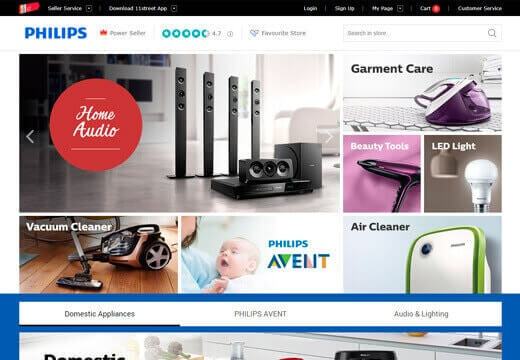 11st Seller Service Download 11street App Login Sign Up My Page Cart 0 Customer Service
PHILIPS Power Seller 4.7 Favourite Store Search in store
Home
Audio
Garment Care
Beauty Tools LED Light
Vacuum Cleaner
PHILIPS
AVENT
Air Cleaner
PHILIPS
Domestic Appliances PHILIPS AVENT Audio & Lighting
Domestic